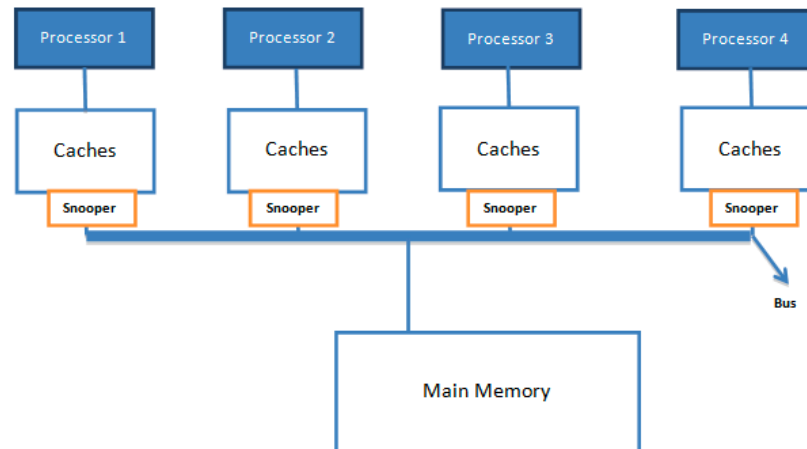 Processor 1
Processor 2
Processor 3
Processor 4
Caches
Caches
Caches
Caches
Snooper
Snooper
Snooper
Snooper
Bus
Main Memory